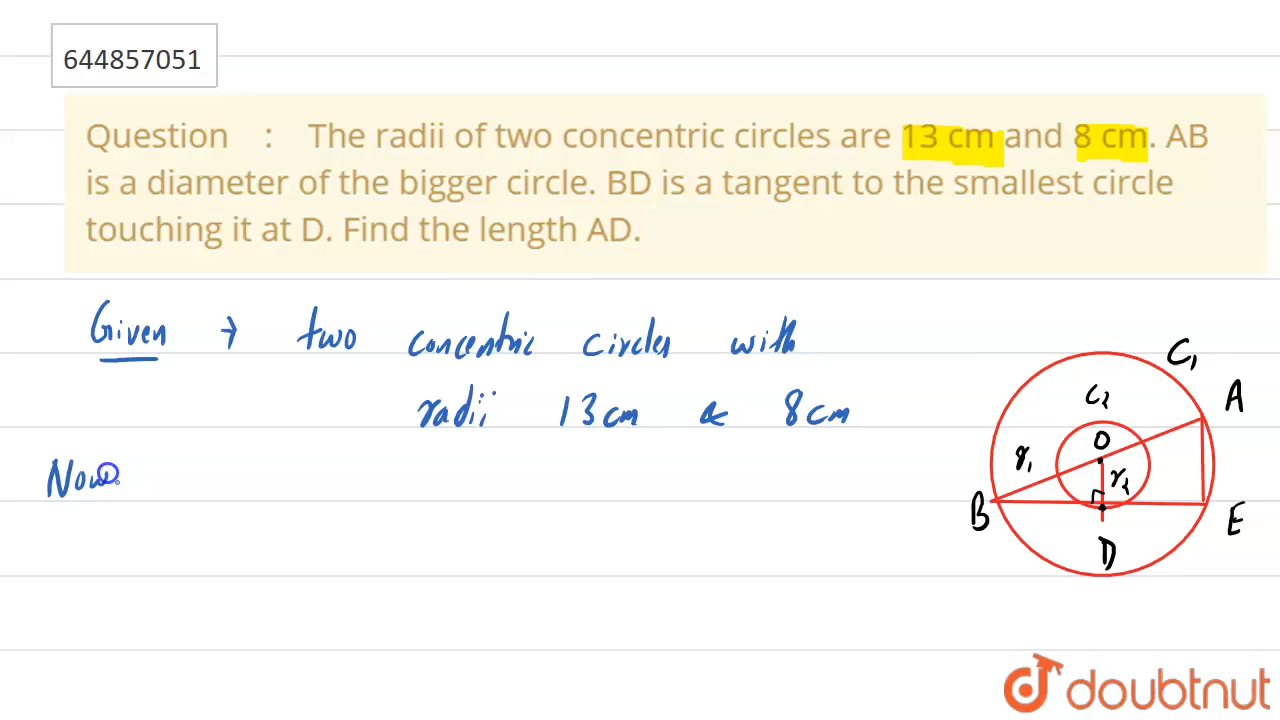 644857051
Question : The radii of two concentric circles are 13 cm and 8 cm. AB
is a diameter of the bigger circle. BD is a tangent to the smallest circle
touching it at D. Find the length AD.
Given → two concentric circles with
radii 13cm & 8cm
Now
C₁
C₂
A
O
r₁
r₂
B
E
D
doubtnut